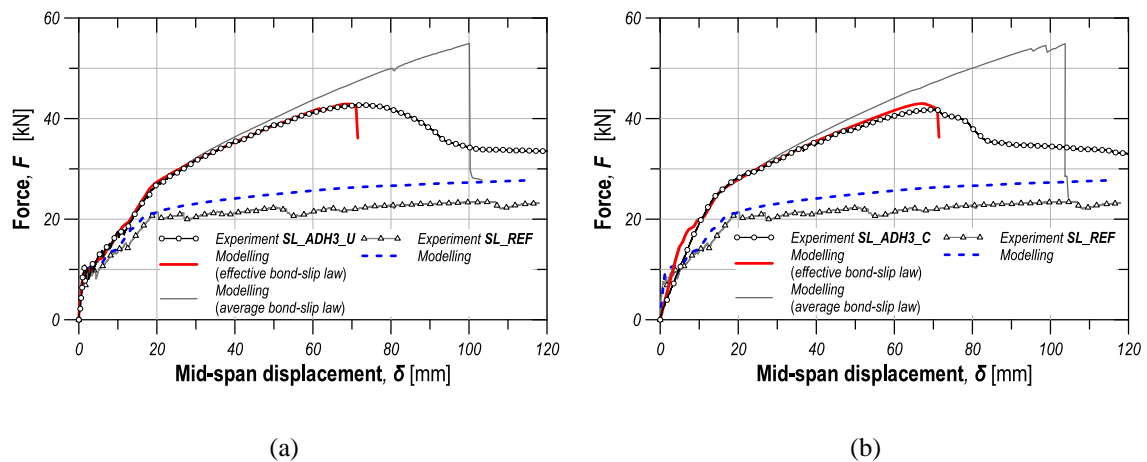 60
40
20
0
Force, F [kN]
0 20 40 60 80 100 120
Mid-span displacement, δ [mm]
Experiment SL_ADH3_U
Modelling
(effective bond-slip law)
Modelling
(average bond-slip law)
Experiment SL_REF
Modelling
(a)
60
40
20
0
Force, F [kN]
0 20 40 60 80 100 120
Mid-span displacement, δ [mm]
Experiment SL_ADH3_C
Modelling
(effective bond-slip law)
Modelling
(average bond-slip law)
Experiment SL_REF
Modelling
(b)